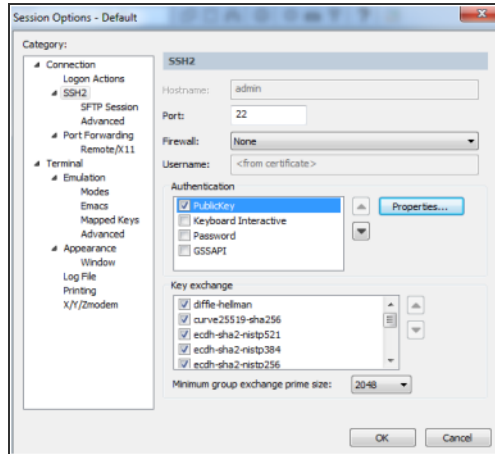 Session Options - Default
Category:
Connection
Logon Actions
SSH2
SFTP Session
Advanced
Port Forwarding
Remote/X11
Terminal
Emulation
Modes
Emacs
Mapped Keys
Advanced
Appearance
Window
Log File
Printing
X/Y/Zmodem
SSH2
Hostname: admin
Port: 22
Firewall: None
Username: <from certificate>
Authentication
PublicKey
Keyboard Interactive
Password
GSSAPI
Properties...
Key exchange
diffie-hellman
curve25519-sha256
ecdh-sha2-nistp521
ecdh-sha2-nistp384
ecdh-sha2-nistp256
Minimum group exchange prime size: 2048
OK Cancel